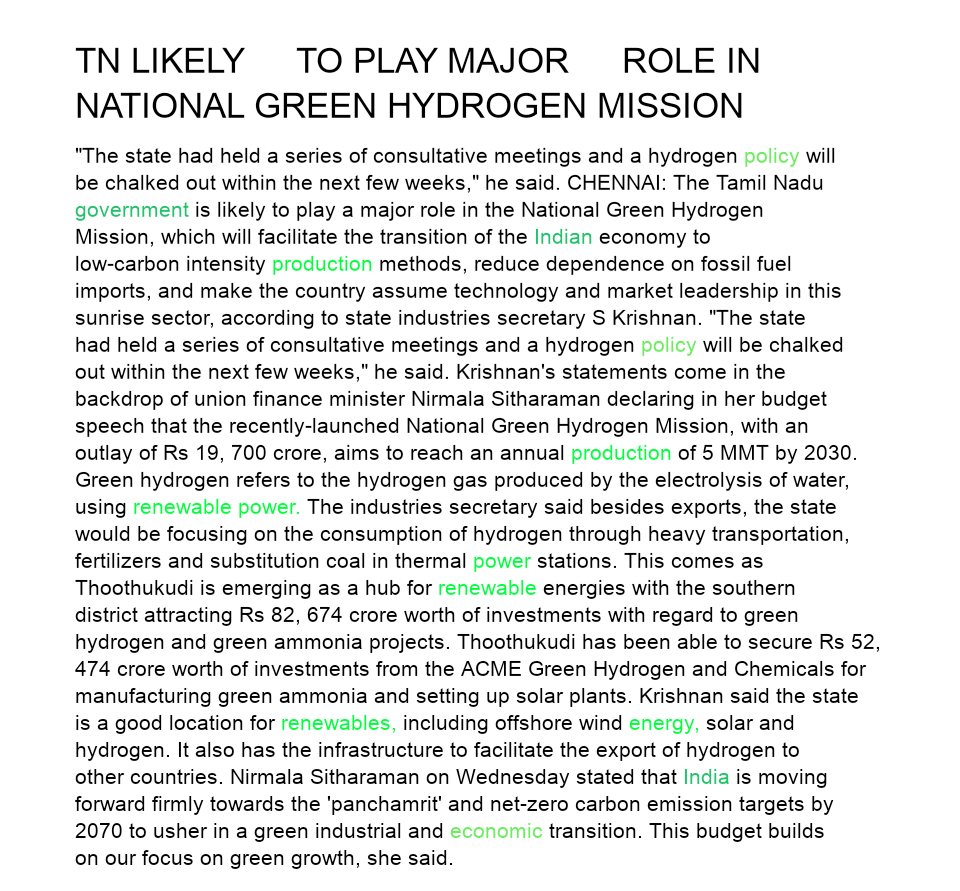 TN LIKELY TO PLAY MAJOR ROLE IN
NATIONAL GREEN HYDROGEN MISSION
"The state had held a series of consultative meetings and a hydrogen policy will
be chalked out within the next few weeks," he said. CHENNAI: The Tamil Nadu
government is likely to play a major role in the National Green Hydrogen
Mission, which will facilitate the transition of the Indian economy to
low-carbon intensity production methods, reduce dependence on fossil fuel
imports, and make the country assume technology and market leadership in this
sunrise sector, according to state industries secretary S Krishnan. "The state
had held a series of consultative meetings and a hydrogen policy will be chalked
out within the next few weeks," he said. Krishnan's statements come in the
backdrop of union finance minister Nirmala Sitharaman declaring in her budget
speech that the recently-launched National Green Hydrogen Mission, with an
outlay of Rs 19, 700 crore, aims to reach an annual production of 5 MMT by 2030.
Green hydrogen refers to the hydrogen gas produced by the electrolysis of water,
using renewable power. The industries secretary said besides exports, the state
would be focusing on the consumption of hydrogen through heavy transportation,
fertilizers and substitution coal in thermal power stations. This comes as
Thoothukudi is emerging as a hub for renewable energies with the southern
district attracting Rs 82, 674 crore worth of investments with regard to green
hydrogen and green ammonia projects. Thoothukudi has been able to secure Rs 52,
474 crore worth of investments from the ACME Green Hydrogen and Chemicals for
manufacturing green ammonia and setting up solar plants. Krishnan said the state
is a good location for renewables, including offshore wind energy, solar and
hydrogen. It also has the infrastructure to facilitate the export of hydrogen to
other countries. Nirmala Sitharaman on Wednesday stated that India is moving
forward firmly towards the 'panchamrit' and net-zero carbon emission targets by
2070 to usher in a green industrial and economic transition. This budget builds
on our focus on green growth, she said.